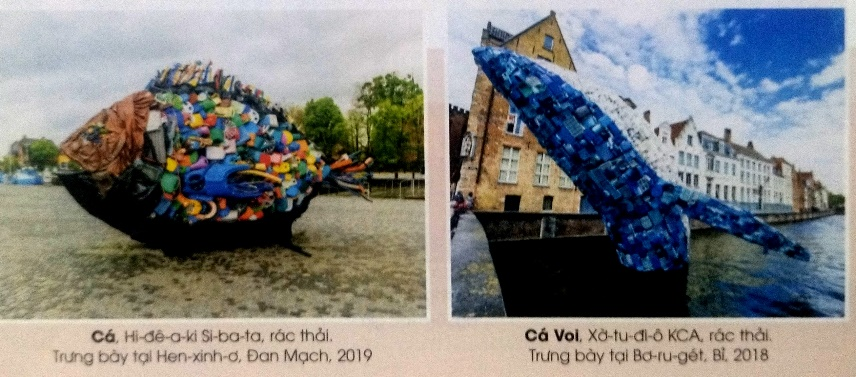 Cá, Hi-đê-a-ki Si-ba-ta, rác thải.
Trưng bày tại Hen-xinh-ơ, Đan Mạch, 2019
Cá Voi, Xờ-tu-đi-ô KCA, rác thải.
Trưng bày tại Bơ-ru-gét, Bỉ, 2018